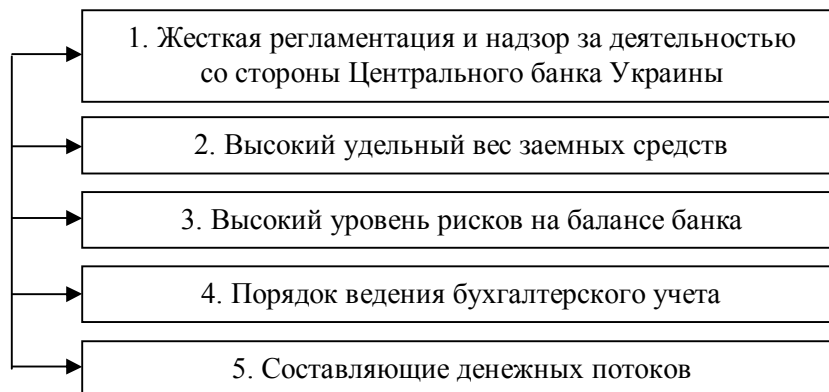 1. Жесткая регламентация и надзор за деятельностью
со стороны Центрального банка Украины
2. Высокий удельный вес заемных средств
3. Высокий уровень рисков на балансе банка
4. Порядок ведения бухгалтерского учета
5. Составляющие денежных потоков